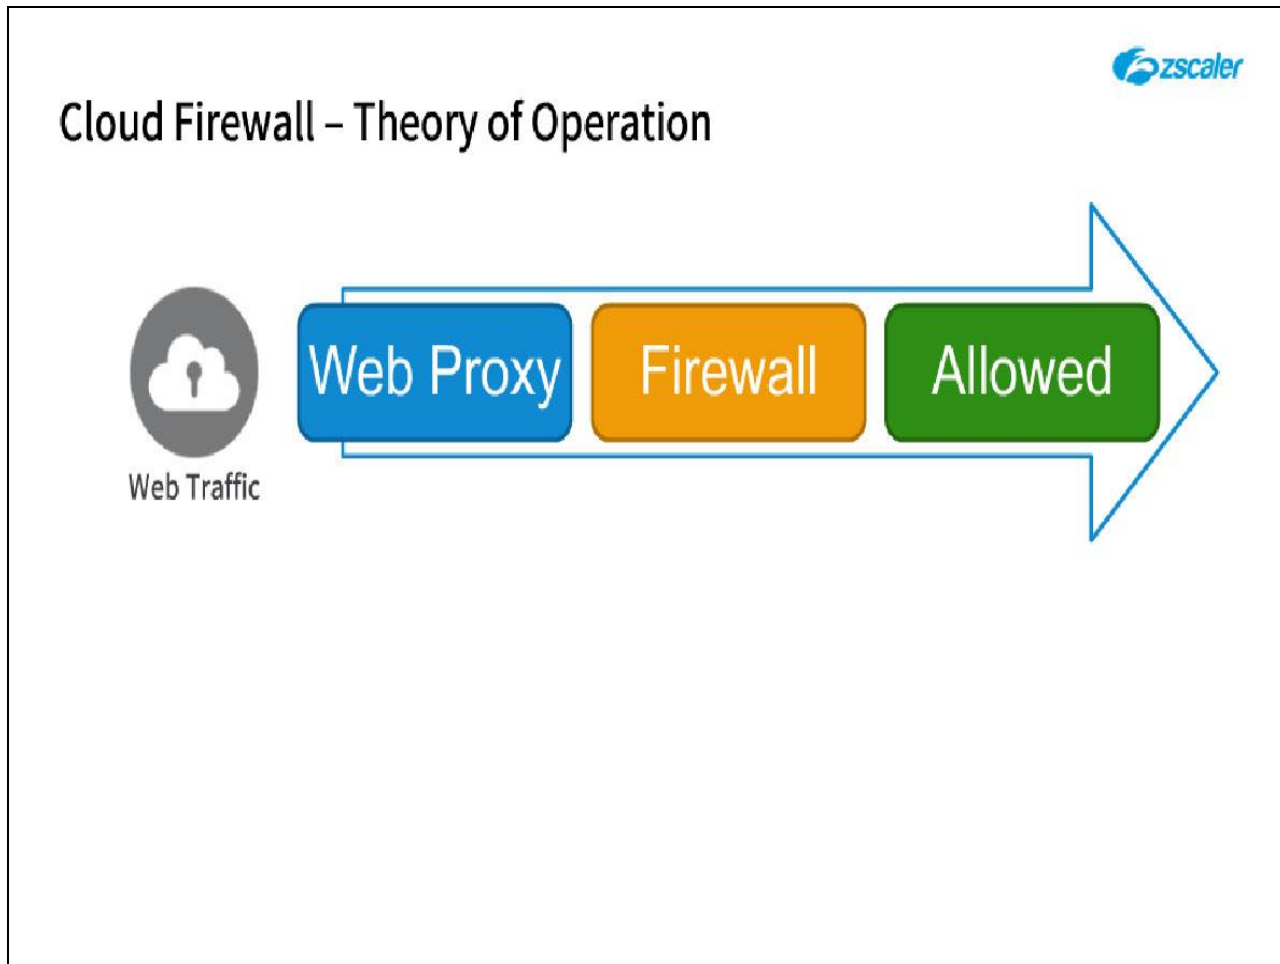 zscaler
Cloud Firewall – Theory of Operation
Web Proxy
Firewall
Allowed
Web Traffic